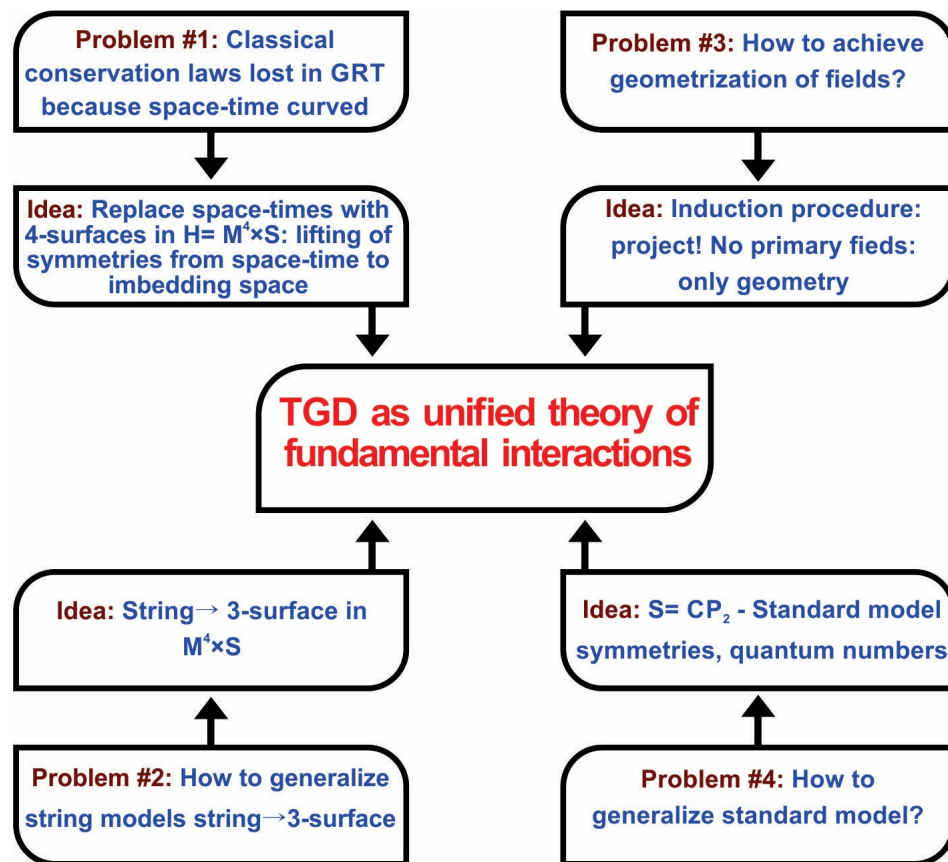 Problem #1: Classical
conservation laws lost in GRT
because space-time curved
Problem #3: How to achieve
geometrization of fields?
Idea: Replace space-times with
4-surfaces in H= M⁴×S: lifting of
symmetries from space-time to
imbedding space
Idea: Induction procedure:
project! No primary fieds:
only geometry
TGD as unified theory of
fundamental interactions
Idea: String→ 3-surface in
M⁴×S
Idea: S= CP₂ - Standard model
symmetries, quantum numbers
Problem #2: How to generalize
string models string→3-surface
Problem #4: How to
generalize standard model?